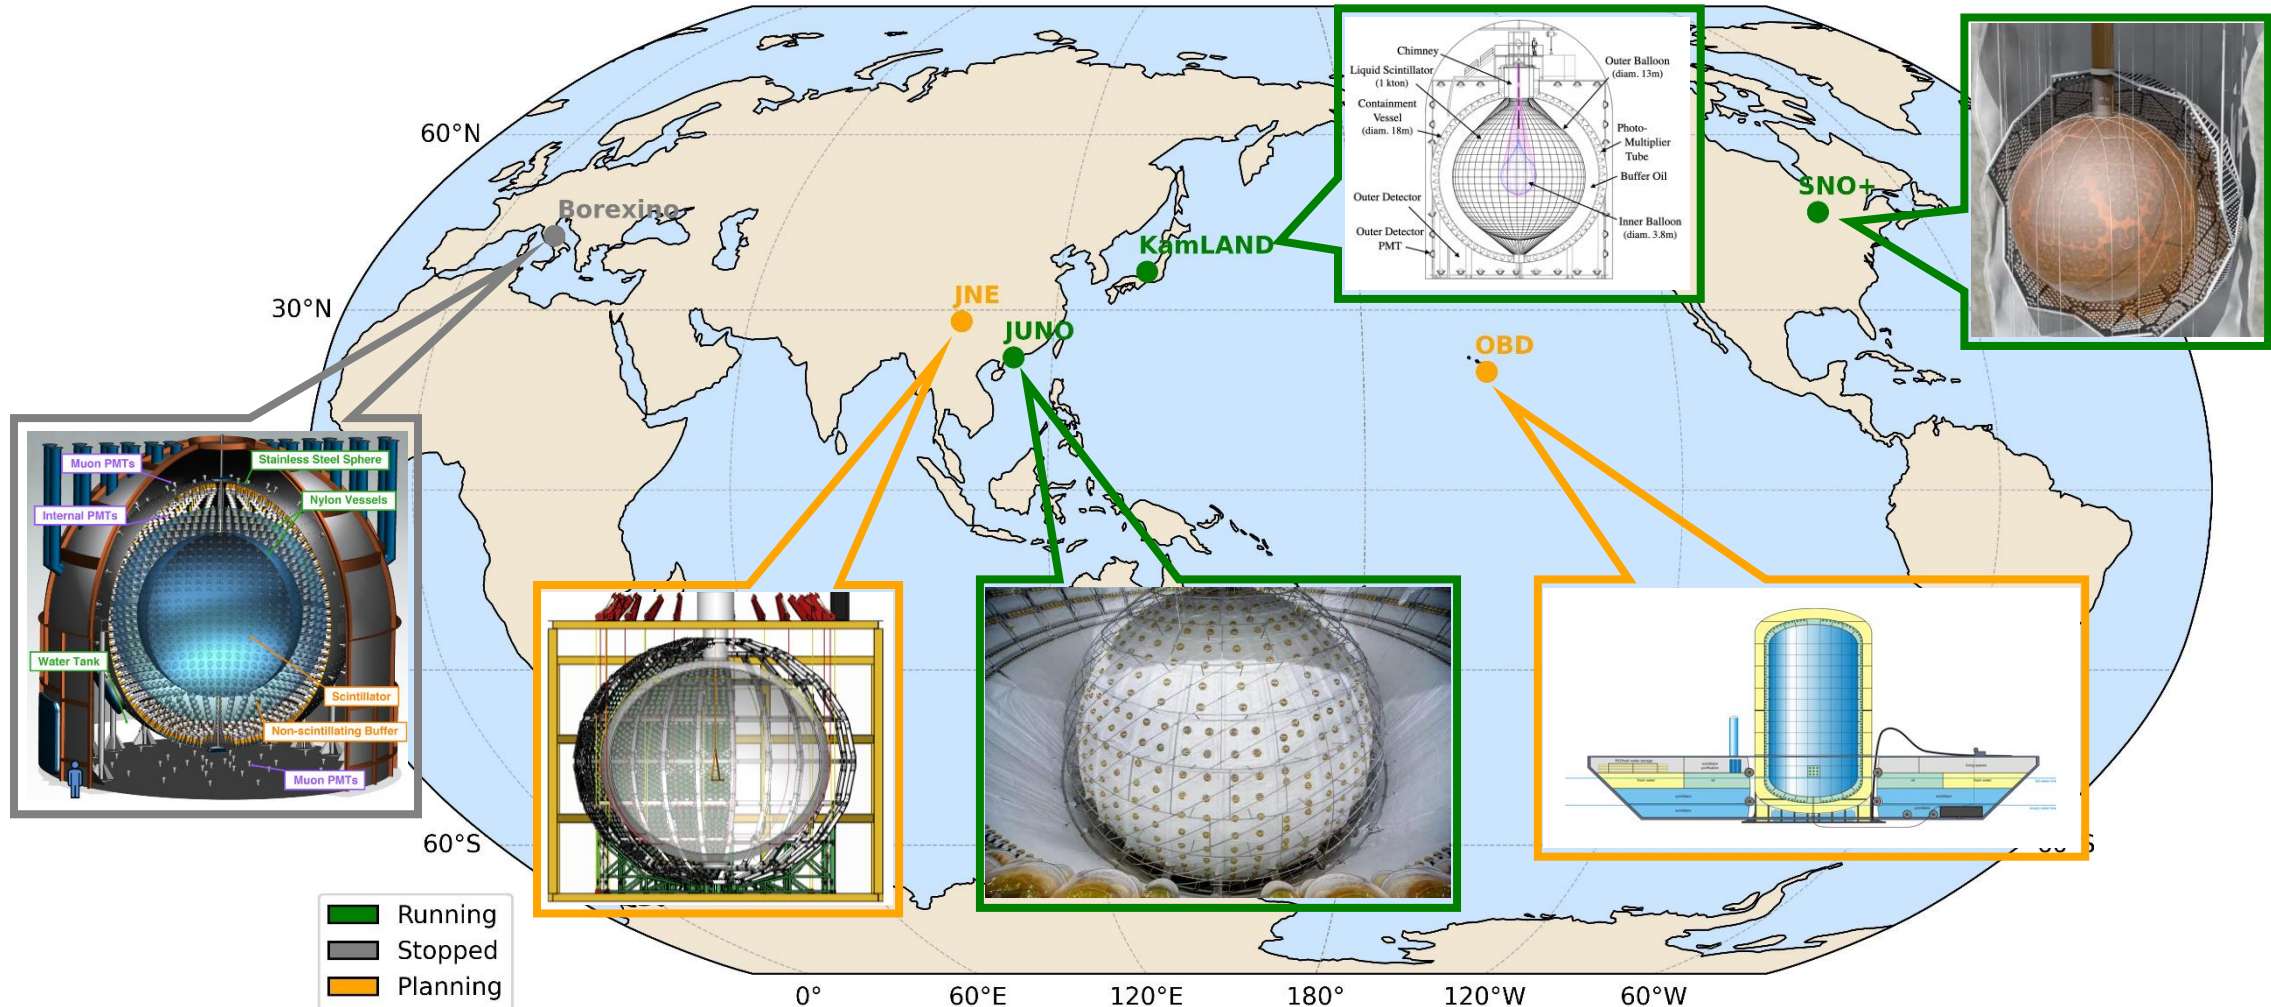 60°N
30°N
60°S
Borexino
KamLAND
JNE
JUNO
OBD
SNO+
Chimney
Liquid Scintillator
(1 kton)
Containment
Vessel
(diam. 18m)
Outer Detector
Outer Detector
PMT
Outer Balloon
(diam. 13m)
Photo-
Multiplier
Tube
Buffer Oil
Inner Balloon
(diam. 3.8m)
Muon PMTs
Stainless Steel Sphere
Nylon Vessels
Internal PMTs
Water Tank
Scintillator
Non-scintillating Buffer
Muon PMTs
Running
Stopped
Planning
0°
60°E
120°E
180°
120°W
60°W